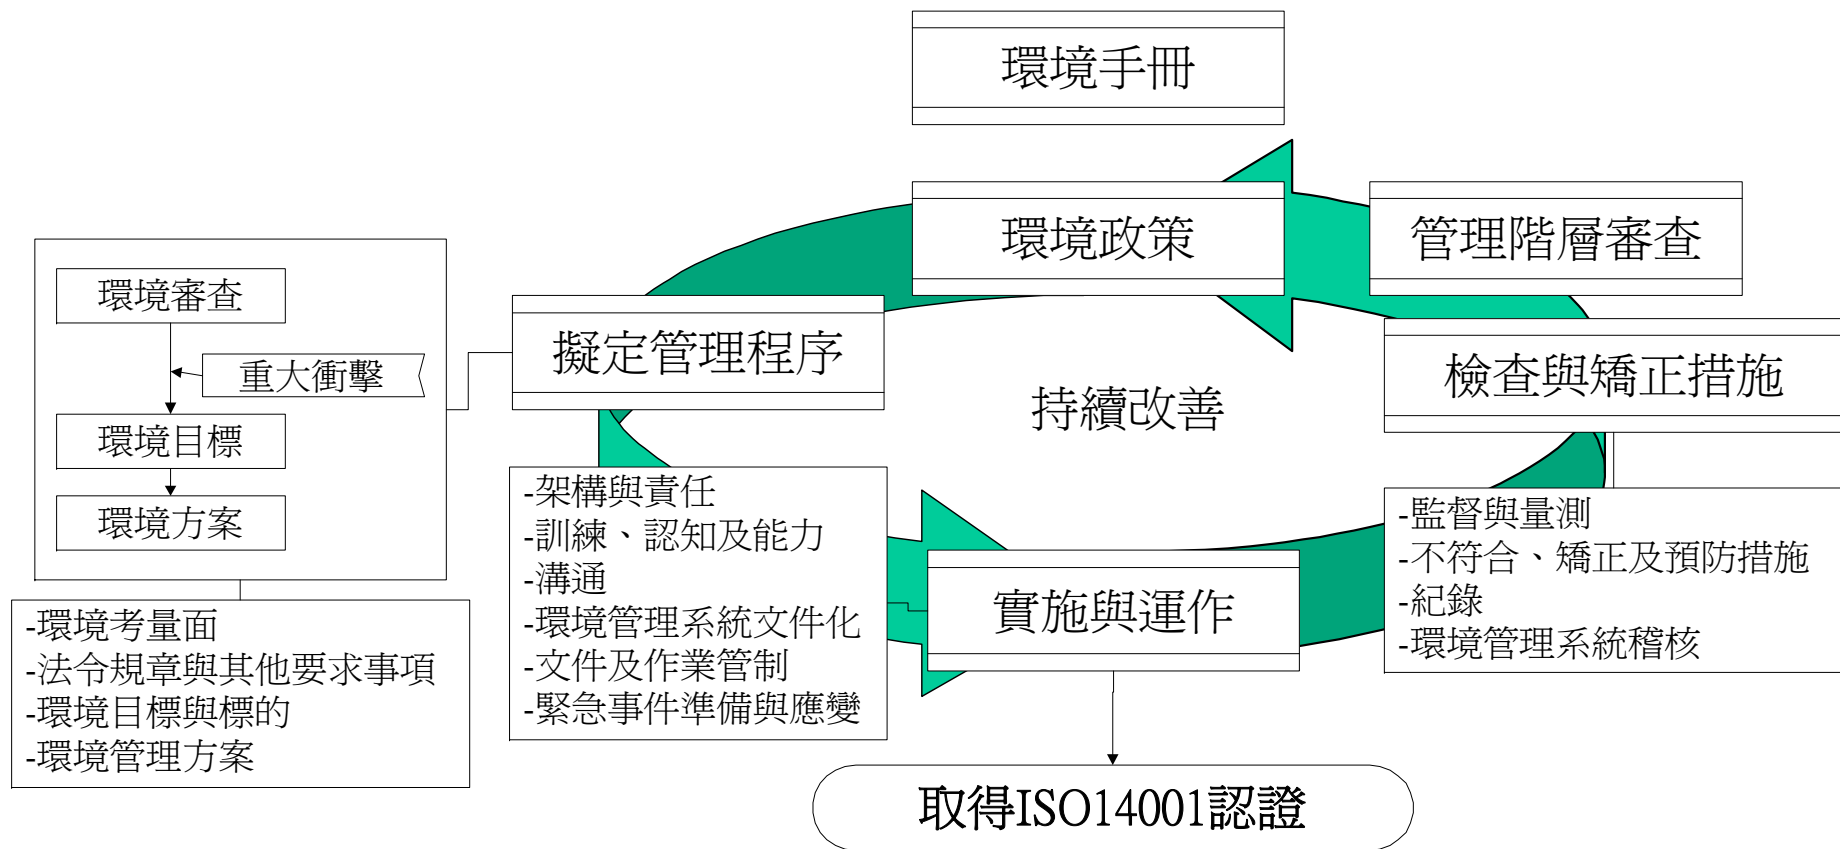 環境手冊
環境政策
管理階層審查
環境審查
重大衝擊
環境目標
環境方案
擬定管理程序
檢查與矯正措施
持續改善
-架構與責任
-訓練、認知及能力
-溝通
-環境管理系統文件化
-文件及作業管制
-緊急事件準備與應變
-監督與量測
-不符合、矯正及預防措施
-紀錄
-環境管理系統稽核
實施與運作
-環境考量面
-法令規章與其他要求事項
-環境目標與標的
-環境管理方案
取得ISO14001認證